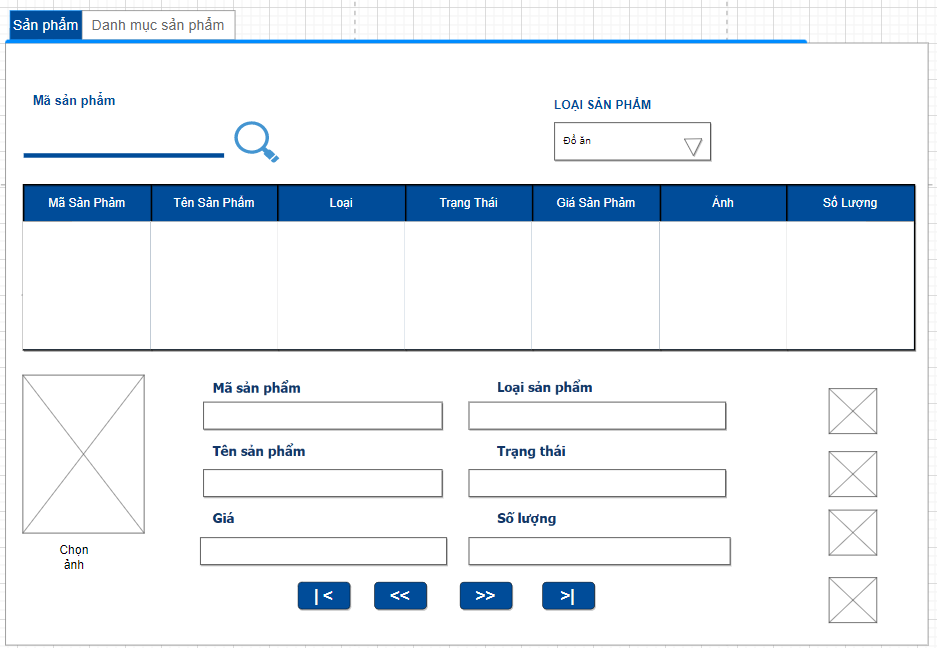 Sản phẩm Danh mục sản phẩm
Mã sản phẩm
LOẠI SẢN PHẨM
Đồ ăn
Mã Sản Phẩm Tên Sản Phẩm Loại Trạng Thái Giá Sản Phẩm Ảnh Số Lượng
Mã sản phẩm Loại sản phẩm
Tên sản phẩm Trạng thái
Giá Số lượng
Chọn
ảnh
|< << >> >|